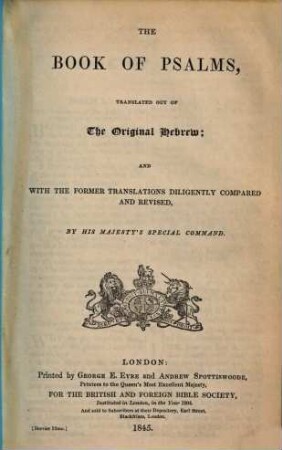 THE
BOOK OF PSALMS,
TRANSLATED OUT OF
The Original Hebrew;
AND
WITH THE FORMER TRANSLATIONS DILIGENTLY COMPARED
AND REVISED,
BY HIS MAJESTY'S SPECIAL COMMAND.
LONDON:
Printed by GEORGE E. EYRE and ANDREW SPOTTISWOODE,
Printers to the Queen's Most Excellent Majesty,
FOR THE BRITISH AND FOREIGN BIBLE SOCIETY,
Instituted in London, in the Year 1804.
And sold to Subscribers at their Depository, Earl Street,
Blackfriars, London.
1845.